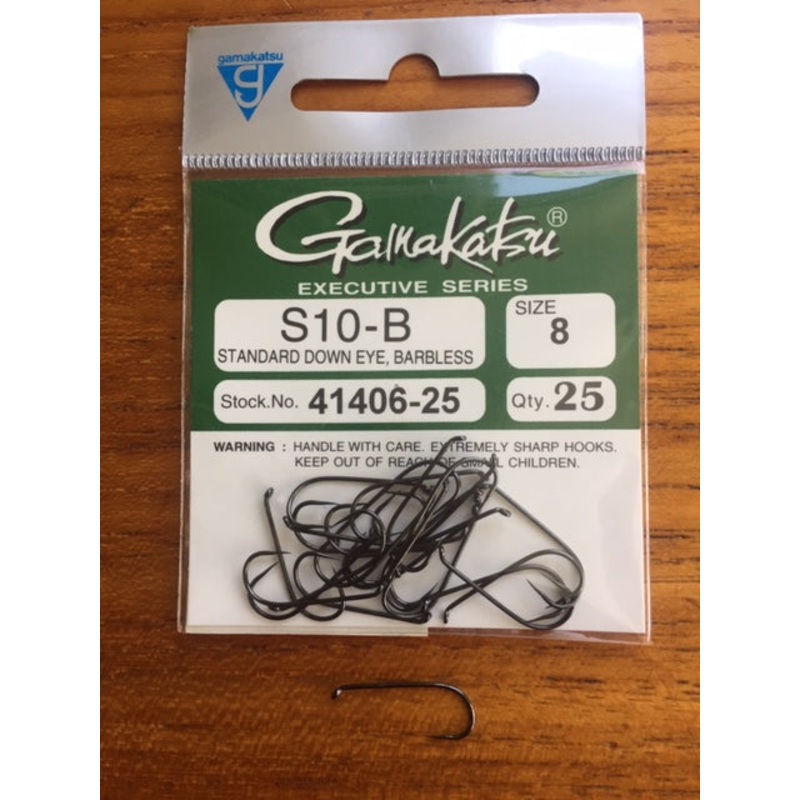 gamakatsu
Gamakatsu®
EXECUTIVE SERIES
S10-B
STANDARD DOWN EYE, BARBLESS
SIZE
8
Stock.No. 41406-25
Qty. 25
WARNING : HANDLE WITH CARE. EXTREMELY SHARP HOOKS.
KEEP OUT OF REACH OF SMALL CHILDREN.